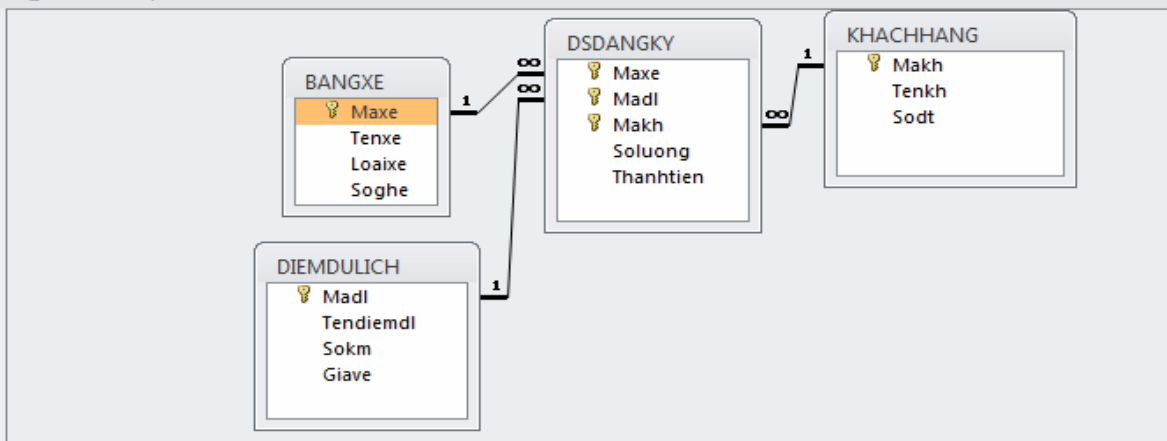 BANGXE
Maxe
Tenxe
Loaixe
Soghe
1
∞
∞
DSDANGKY
Maxe
Madl
Makh
Soluong
Thanhtien
∞
1
KHACHHANG
Makh
Tenkh
Sodt
DIEMDULICH
Madl
Tendiemdl
Sokm
Giave
1